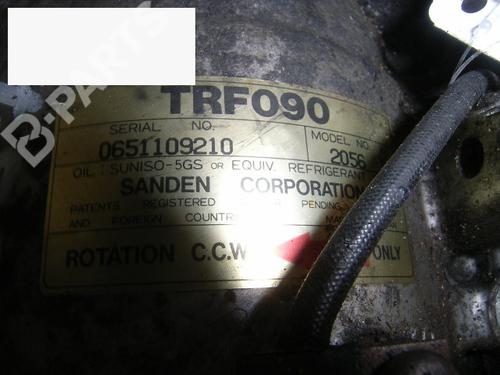 B-PARTS
TRF090
SERIAL NO. MODEL NO
0651109210 2056
OIL: SUNISO-5GS OR EQUIV. REFRIGERANT
SANDEN CORPORATION
PATENTS REGISTERED PENDING
AND FOREIGN COUNTR
ROTATION C.C.W ONLY